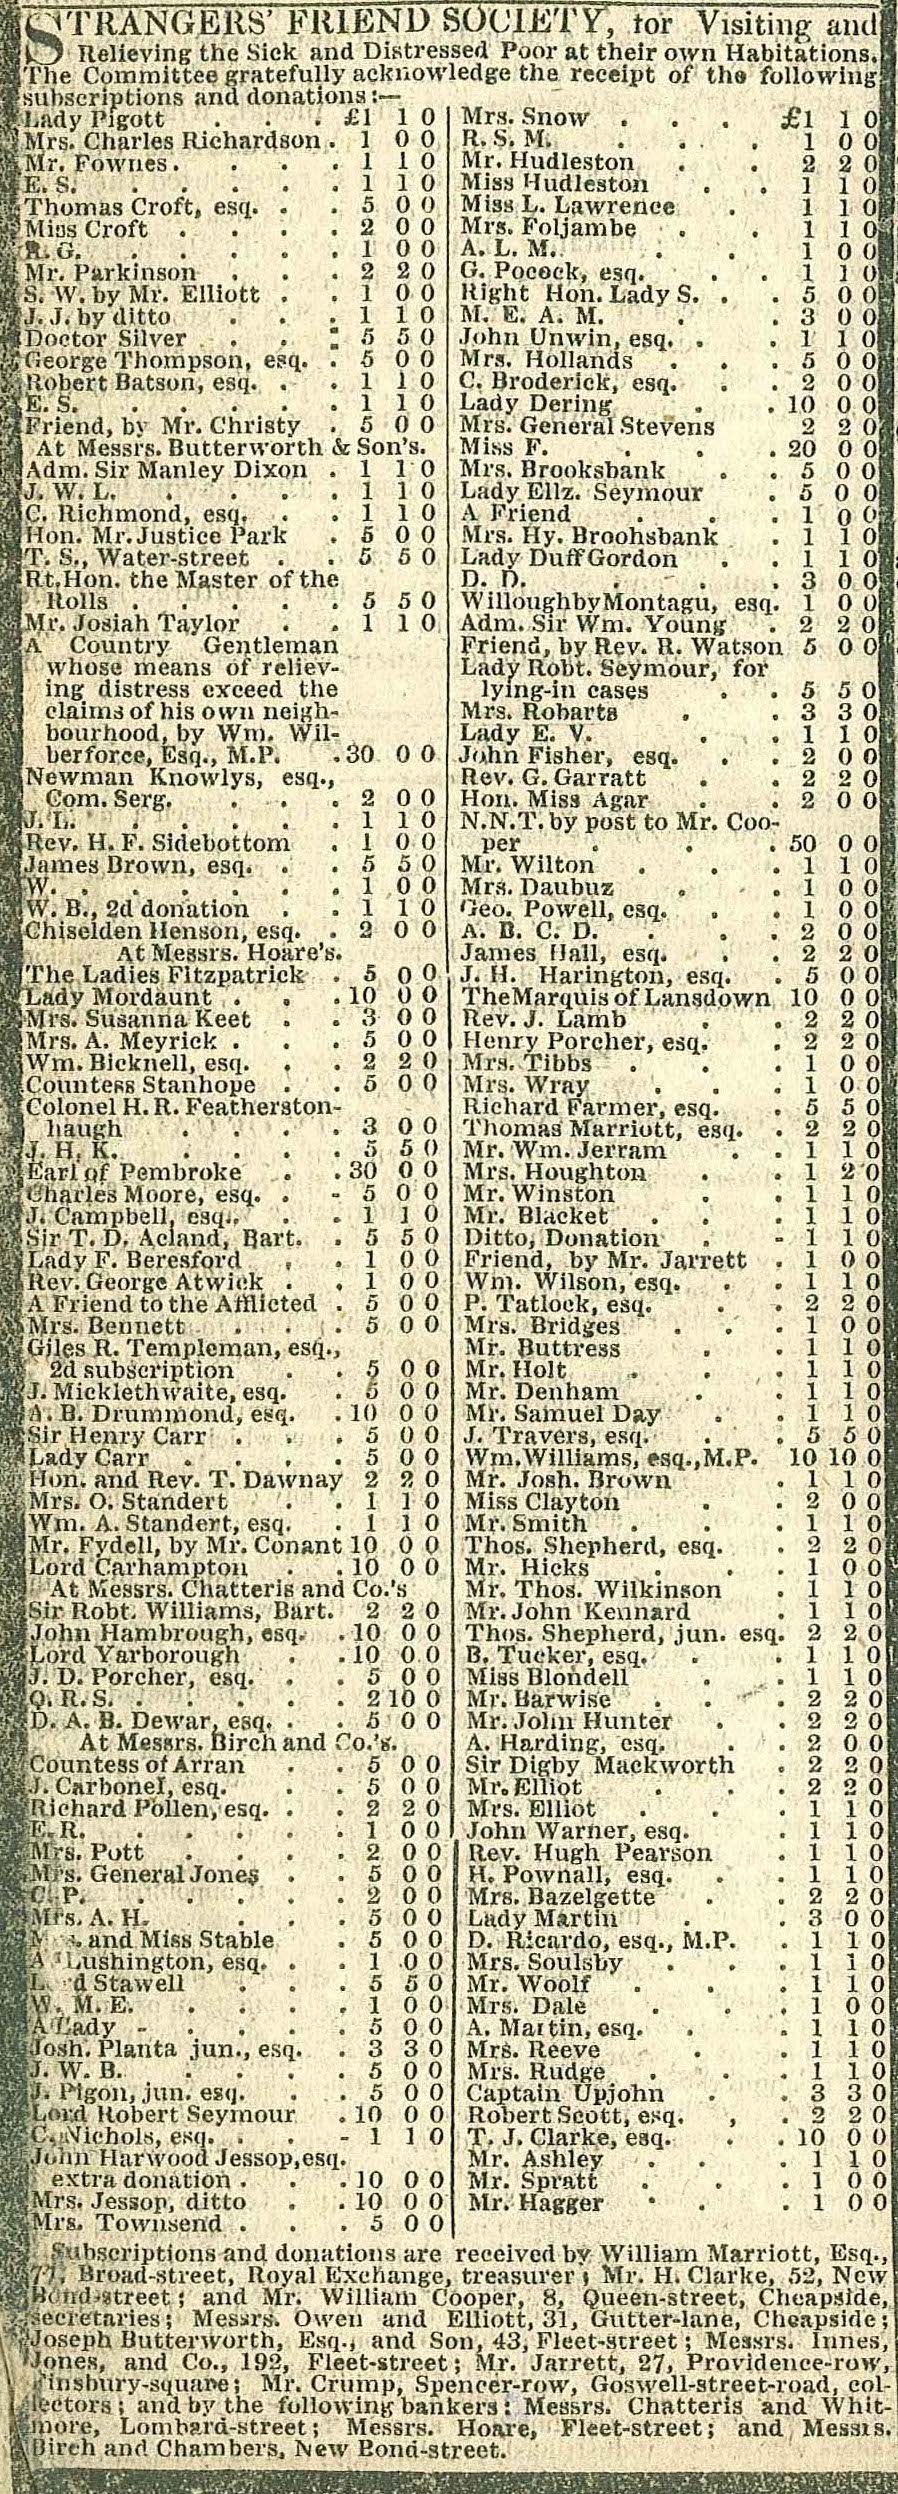 STRANGERS' FRIEND SOCIETY, for Visiting and
Relieving the Sick and Distressed Poor at their own Habitations.
The Committee gratefully acknowledge the receipt of the following
subscriptions and donations:—
Lady Pigott . . . £1 1 0
Mrs. Charles Richardson . 1 0 0
Mr. Fownes . . . . 1 1 0
E. S. . . . . . 1 1 0
Thomas Croft, esq. . . 5 0 0
Miss Croft . . . . 2 0 0
R. G. . . . . . 1 0 0
Mr. Parkinson . . . 2 2 0
S. W. by Mr. Elliott . . 1 0 0
J. J. by ditto . . . 1 1 0
Doctor Silver . . . 5 5 0
George Thompson, esq. . 5 0 0
Robert Batson, esq. . . 1 1 0
E. S. . . . . . 1 1 0
Friend, by Mr. Christy . 5 0 0
At Messrs. Butterworth & Son's.
Adm. Sir Manley Dixon . 1 1 0
J. W. L. . . . . 1 1 0
C. Richmond, esq. . . 1 1 0
Hon. Mr. Justice Park . 5 0 0
T. S., Water-street . . 5 5 0
Rt. Hon. the Master of the
Rolls . . . . . 5 5 0
Mr. Josiah Taylor . . 1 1 0
A Country Gentleman
whose means of reliev-
ing distress exceed the
claims of his own neigh-
bourhood, by Wm. Wil-
berforce, Esq., M.P. . 30 0 0
Newman Knowlys, esq.,
Com. Serg. . . . 2 0 0
J. L. . . . . . 1 1 0
Rev. H. F. Sidebottom . 1 0 0
James Brown, esq. . . 5 5 0
W. . . . . . . 1 0 0
W. B., 2d donation . . 1 1 0
Chiselden Henson, esq. . 2 0 0
At Messrs. Hoare's.
The Ladies Fitzpatrick . 5 0 0
Lady Mordaunt . . . 10 0 0
Mrs. Susanna Keet . . 3 0 0
Mrs. A. Meyrick . . . 5 0 0
Wm. Bicknell, esq. . . 2 2 0
Countess Stanhope . . 5 0 0
Colonel H. R. Featherston-
haugh . . . . 3 0 0
J. H. K. . . . . 5 5 0
Earl of Pembroke . . 30 0 0
Charles Moore, esq. . - 5 0 0
J. Campbell, esq. . . 1 1 0
Sir T. D. Acland, Bart. . 5 5 0
Lady F. Beresford . . 1 0 0
Rev. George Atwick . . 1 0 0
A Friend to the Afflicted . 5 0 0
Mrs. Bennett . . . 5 0 0
Giles R. Templeman, esq.,
2d subscription . . 5 0 0
J. Micklethwaite, esq. . 5 0 0
A. B. Drummond, esq. . 10 0 0
Sir Henry Carr . . . 5 0 0
Lady Carr . . . . 5 0 0
Hon. and Rev. T. Dawnay 2 2 0
Mrs. O. Standert . . 1 1 0
Wm. A. Standert, esq. . 1 1 0
Mr. Fydell, by Mr. Conant 10 0 0
Lord Carhampton . . 10 0 0
At Messrs. Chatteris and Co.'s
Sir Robt. Williams, Bart. 2 2 0
John Hambrough, esq. . 10 0 0
Lord Yarborough . . 10 0 0
J. D. Porcher, esq. . . 5 0 0
Q. R. S. . . . . 2 10 0
D. A. B. Dewar, esq. . . 5 0 0
At Messrs. Birch and Co.'s.
Countess of Arran . . 5 0 0
J. Carbonel, esq. . . 5 0 0
Richard Pollen, esq. . . 2 2 0
E. R. . . . . . 1 0 0
Mrs. Pott . . . . 2 0 0
Mrs. General Jones . . 5 0 0
C. P. . . . . . 2 0 0
Mrs. A. H. . . . 5 0 0
and Miss Stable . 5 0 0
A Lushington, esq. . . 1 0 0
L d Stawell . . . 5 5 0
W. M. E. . . . . 1 0 0
A Lady - . . . . 5 0 0
Josh. Planta jun., esq. . 3 3 0
J. W. B. . . . . 5 0 0
J. Pigon, jun. esq. . . 5 0 0
Lord Robert Seymour . 10 0 0
C. Nichols, esq. . . - 1 1 0
John Harwood Jessop, esq.
extra donation . . . 10 0 0
Mrs. Jessop, ditto . . 10 0 0
Mrs. Townsend . . . 5 0 0
Mrs. Snow . . . £1 1 0
R. S. M. . . . 1 0 0
Mr. Hudleston . . 2 2 0
Miss Hudleston . . 1 1 0
Miss L. Lawrence . 1 1 0
Mrs. Foljambe . . 1 1 0
A. L. M. . . . 1 0 0
G. Pocock, esq. . . 1 1 0
Right Hon. Lady S. . . 5 0 0
M. E. A. M. . . 3 0 0
John Unwin, esq. . . 1 1 0
Mrs. Hollands . . . 5 0 0
C. Broderick, esq. . . 2 0 0
Lady Dering . . 10 0 0
Mrs. General Stevens 2 2 0
Miss F. . . . . 20 0 0
Mrs. Brooksbank . . 5 0 0
Lady Eliz. Seymour . 5 0 0
A Friend . . . 1 0 0
Mrs. Hy. Broohsbank . 1 1 0
Lady Duff Gordon . . 1 1 0
D. D. . . . . 3 0 0
Willoughby Montagu, esq. 1 0 0
Adm. Sir Wm. Young . 2 2 0
Friend, by Rev. R. Watson 5 0 0
Lady Robt. Seymour, for
lying-in cases . . 5 5 0
Mrs. Robarts . . 3 3 0
Lady E. V. . . . 1 1 0
John Fisher, esq. . . 2 0 0
Rev. G. Garratt . . 2 2 0
Hon. Miss Agar . . 2 0 0
N.N.T. by post to Mr. Coo-
per . . . . 50 0 0
Mr. Wilton . . . 1 1 0
Mrs. Daubuz . . 1 0 0
Geo. Powell, esq. . . 1 0 0
A. B. C. D. . . . 2 0 0
James Hall, esq. . . 2 2 0
J. H. Harington, esq. . 5 0 0
The Marquis of Lansdown 10 0 0
Rev. J. Lamb . . 2 2 0
Henry Porcher, esq. . 2 2 0
Mrs. Tibbs . . . 1 0 0
Mrs. Wray . . . 1 0 0
Richard Farmer, esq. . 5 5 0
Thomas Marriott, esq. . 2 2 0
Mr. Wm. Jerram . . 1 1 0
Mrs. Houghton . . 1 2 0
Mr. Winston . . 1 1 0
Mr. Blacket . . . 1 1 0
Ditto, Donation . - 1 1 0
Friend, by Mr. Jarrett . 1 0 0
Wm. Wilson, esq. . . 1 1 0
P. Tatlock, esq. . . 2 2 0
Mrs. Bridges . . . 1 0 0
Mr. Buttress . . 1 1 0
Mr. Holt . . . 1 1 0
Mr. Denham . . 1 1 0
Mr. Samuel Day . . 1 1 0
J. Travers, esq. . . 5 5 0
Wm. Williams, esq., M.P. 10 10 0
Mr. Josh. Brown . 1 1 0
Miss Clayton . . 2 0 0
Mr. Smith . . . 1 1 0
Thos. Shepherd, esq. . 2 2 0
Mr. Hicks . . . 1 0 0
Mr. Thos. Wilkinson . 1 1 0
Mr. John Kennard . 1 1 0
Thos. Shepherd, jun. esq. 2 2 0
B. Tucker, esq. . . 1 1 0
Miss Blondell . . 1 1 0
Mr. Barwise . . . 2 2 0
Mr. John Hunter . . 2 2 0
A. Harding, esq. . . 2 0 0
Sir Digby Mackworth . 2 2 0
Mr. Elliot . . . 2 2 0
Mrs. Elliot . . . 1 1 0
John Warner, esq. . 1 1 0
Rev. Hugh Pearson . 1 1 0
H. Pownall, esq. . . 1 1 0
Mrs. Bazelgette . . 2 2 0
Lady Martin . . 3 0 0
D. Ricardo, esq., M.P. . 1 1 0
Mrs. Soulsby . . . 1 1 0
Mr. Woolf . . . 1 1 0
Mrs. Dale . . . 1 0 0
A. Martin, esq. . . 1 1 0
Mrs. Reeve . . . 1 1 0
Mrs. Rudge . . . 1 1 0
Captain Upjohn . . 3 3 0
Robert Scott, esq. , . 2 2 0
T. J. Clarke, esq. . . 10 0 0
Mr. Ashley . . . 1 1 0
Mr. Spratt . . . 1 0 0
Mr. Hagger . . . 1 0 0
Subscriptions and donations are received by William Marriott, Esq.,
77, Broad-street, Royal Exchange, treasurer; Mr. H. Clarke, 52, New
Bond-street; and Mr. William Cooper, 8, Queen-street, Cheapside,
secretaries; Messrs. Owen and Elliott, 31, Gutter-lane, Cheapside;
Joseph Butterworth, Esq., and Son, 43, Fleet-street; Messrs. Innes,
Jones, and Co., 192, Fleet-street; Mr. Jarrett, 27, Providence-row,
Finsbury-square; Mr. Crump, Spencer-row, Goswell-street-road, col-
lectors; and by the following bankers: Messrs. Chatteris and Whit-
more, Lombard-street; Messrs. Hoare, Fleet-street; and Messrs.
Birch and Chambers, New Bond-street.